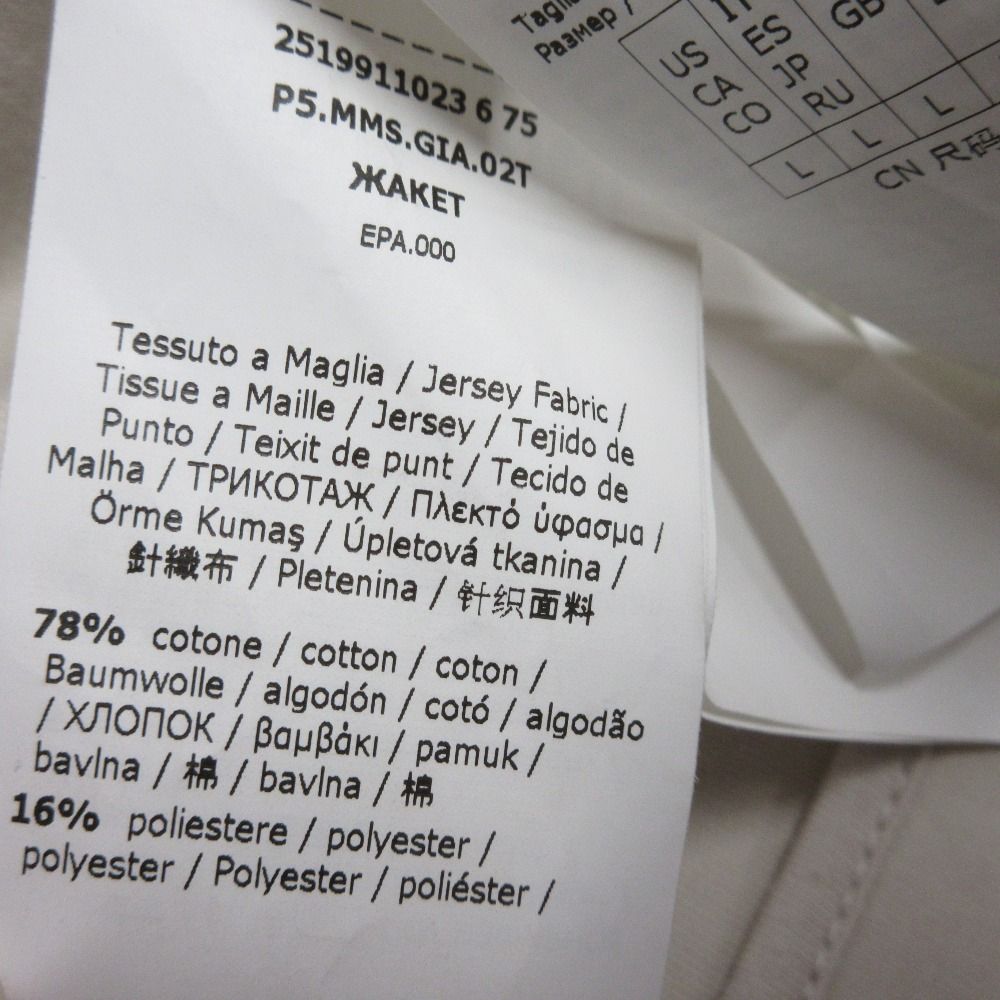 2519911023 6 75
P5.MMS.GIA.02T
ЖАКЕТ
EPA.000
Tessuto a Maglia / Jersey Fabric /
Tissue a Maille / Jersey / Tejido de
Punto / Teixit de punt / Tecido de
Malha / ТРИКОТАЖ / Πλεκτό ύφασμα /
Örme Kumaş / Úpletová tkanina /
針織布 / Pletenina / 针织面料
78% cotone / cotton / coton /
Baumwolle / algodón / cotó / algodão
/ ХЛОПОК / βαμβάκι / pamuk /
bavlna / 棉 / bavlna / 棉
16% poliestere / polyester /
polyester / Polyester / poliéster /
Размер /
US
CA
CO
L
ES
JP
RU
L
GB
L
CN 尺码